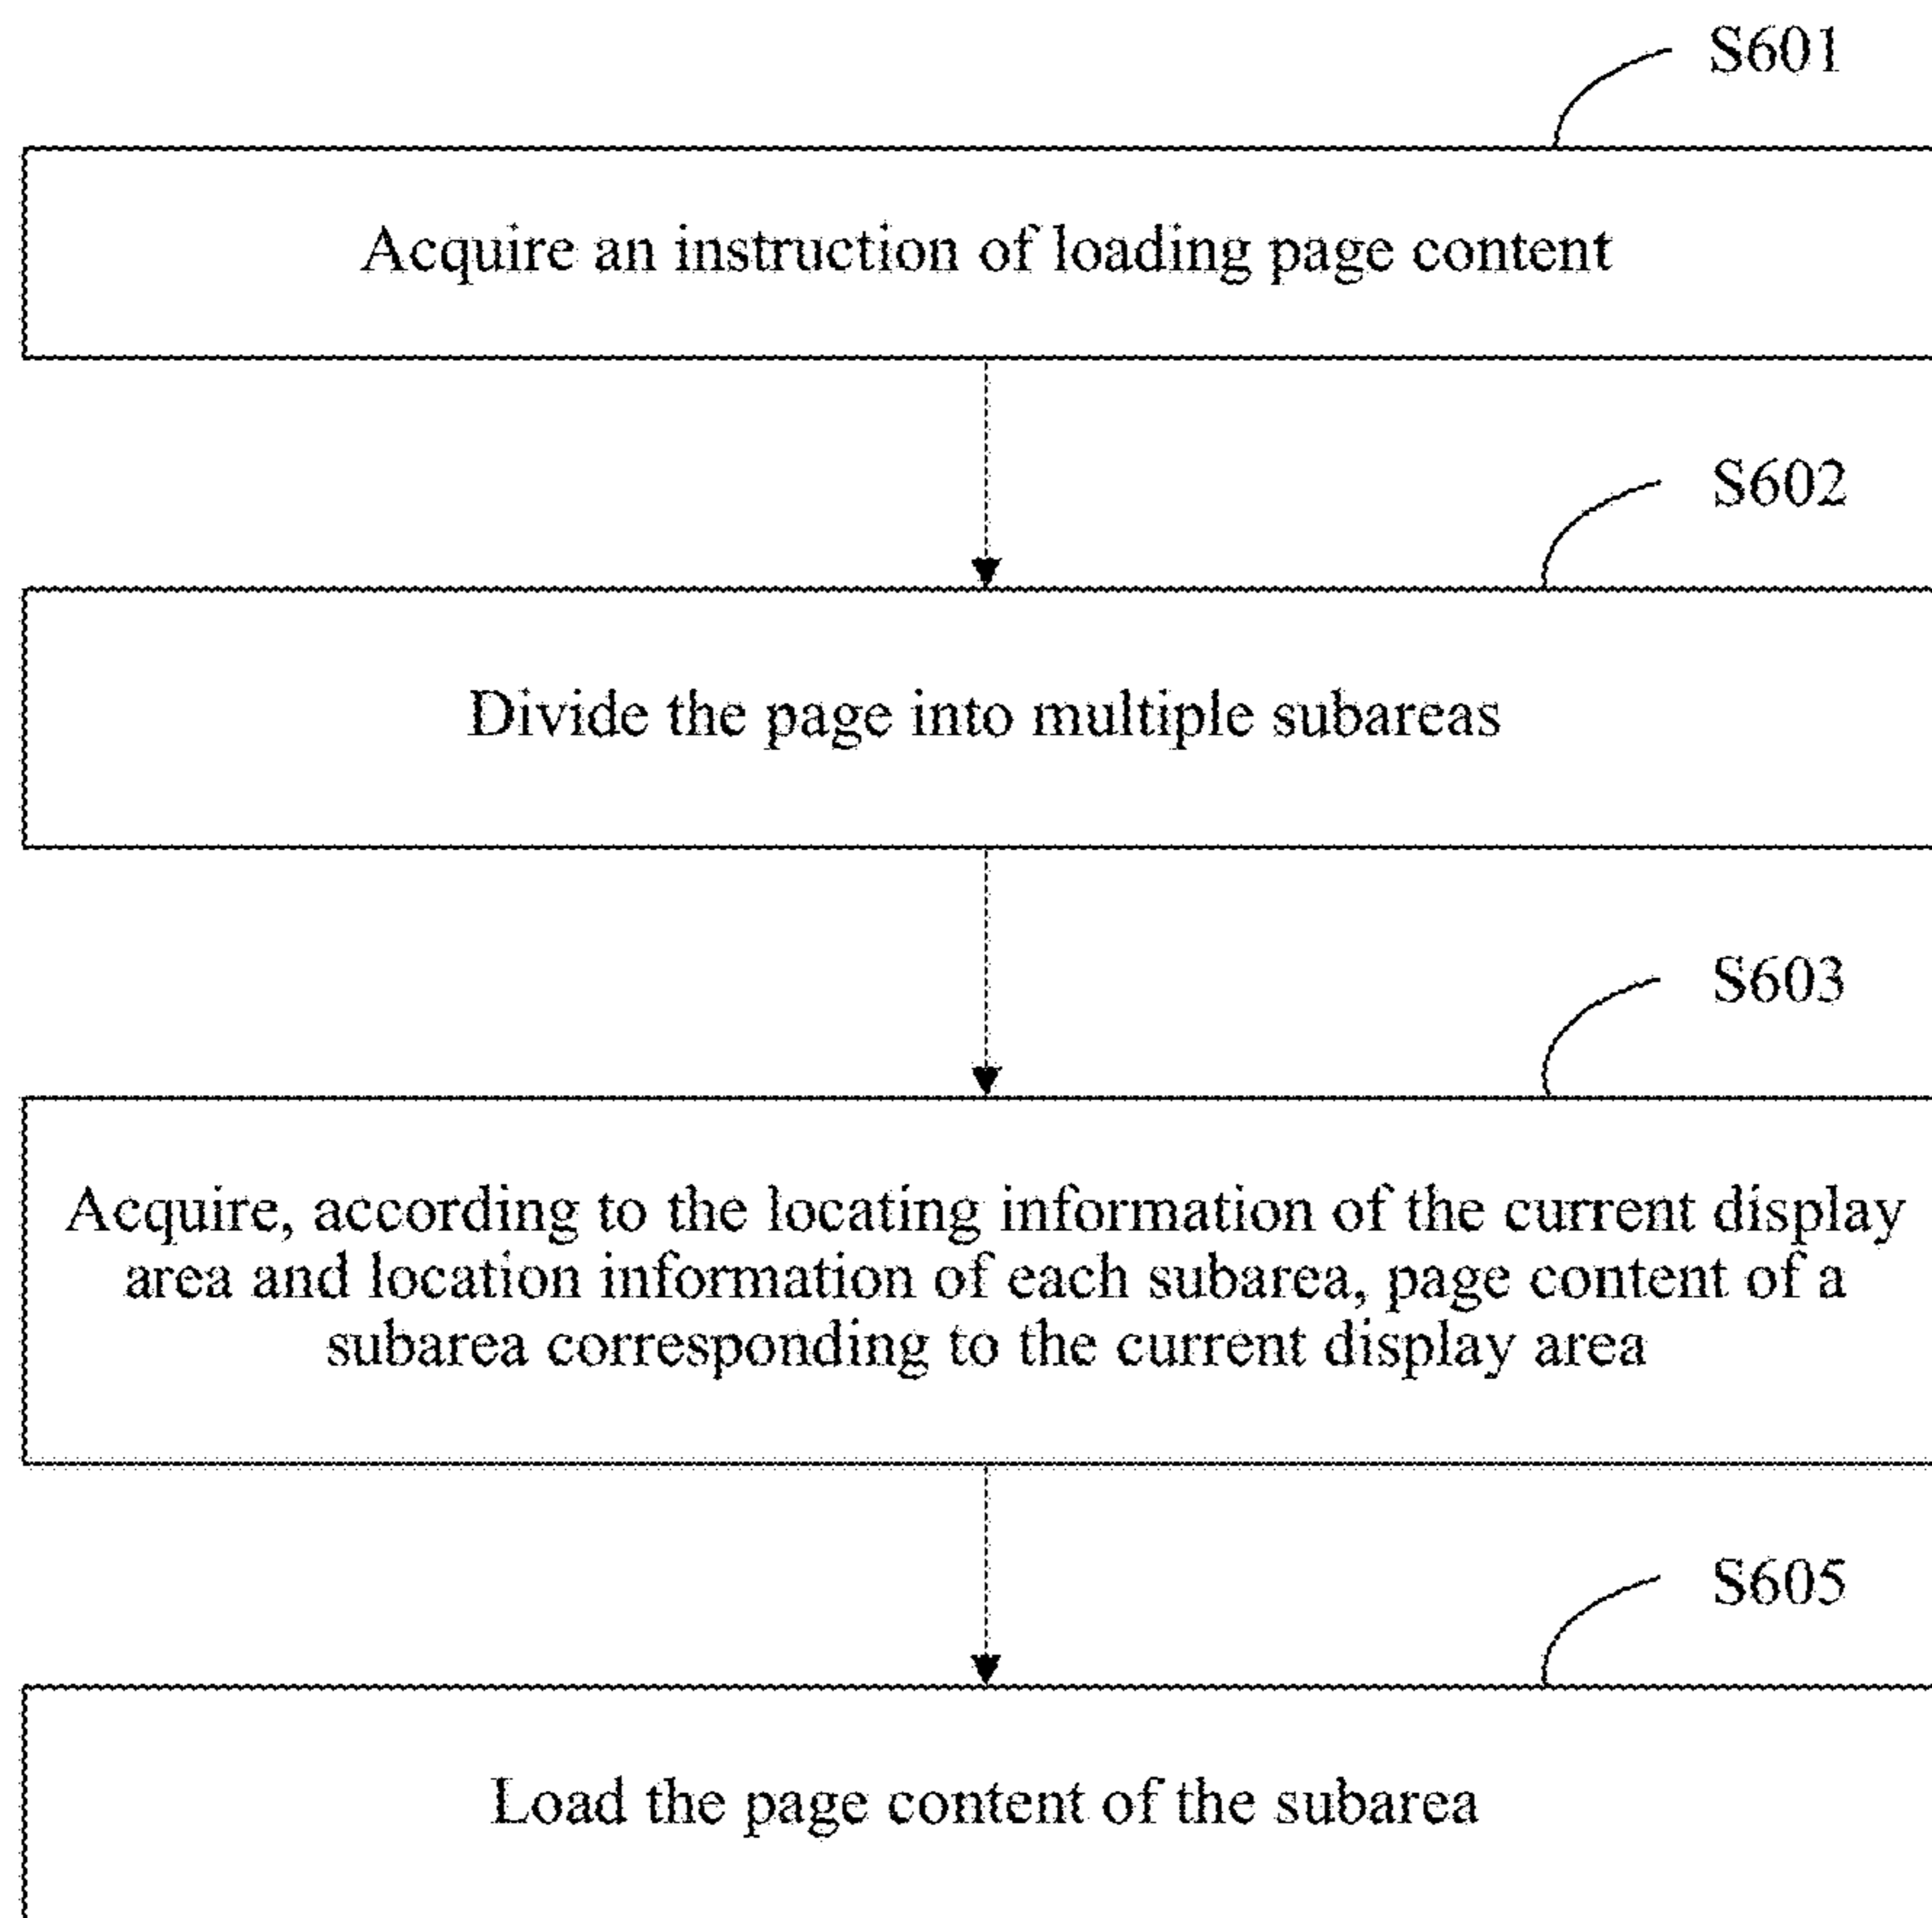 S601
Acquire an instruction of loading page content
S602
Divide the page into multiple subareas
S603
Acquire, according to the locating information of the current display
area and location information of each subarea, page content of a
subarea corresponding to the current display area
S605
Load the page content of the subarea